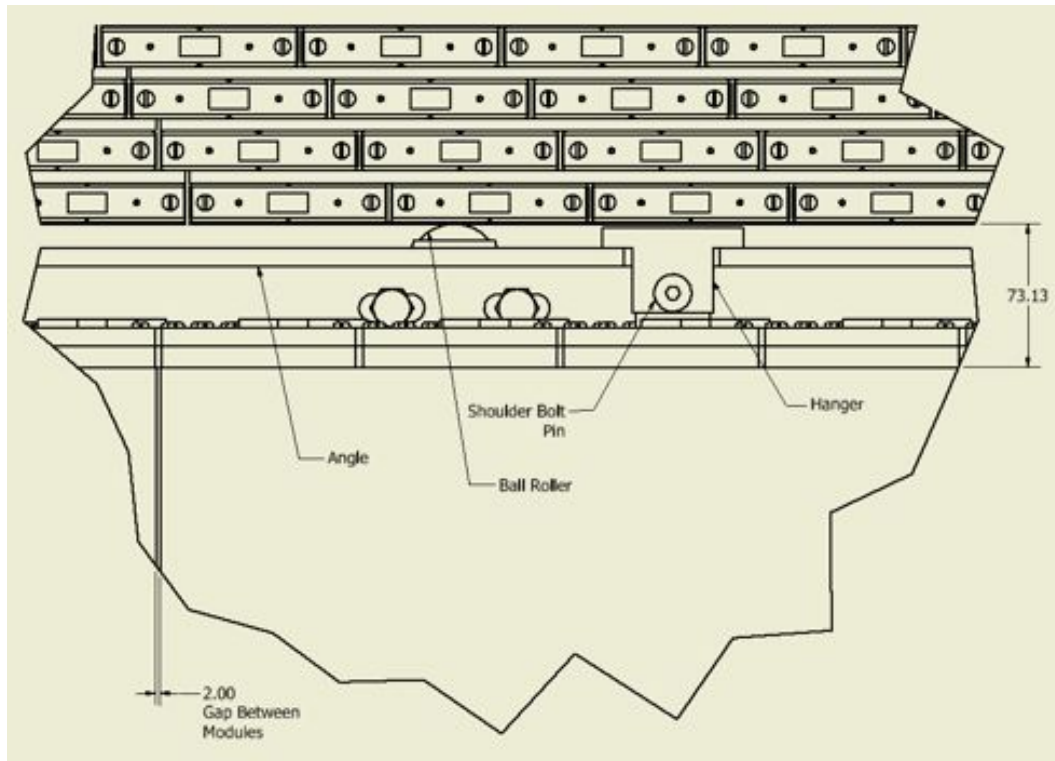 73.13
Hanger
Shoulder Bolt
Pin
Angle
Ball Roller
2.00
Gap Between
Modules